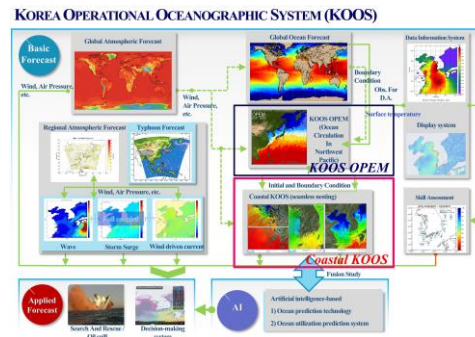 KOREA OPERATIONAL OCEANOGRAPHIC SYSTEM (KOOS)
Basic
Forecast
Global Atmospheric Forecast
Global Ocean Forecast
Data Information System
Wind, Air Pressure,
etc.
Wind,
Air Pressure,
etc.
Boundary
Condition
Obs. For
D.A.
Surface temperature
KOOS OPEM
(Ocean
Circulation
In
Northwest
Pacific)
KOOS OPEM
Display system
Regional Atmospheric Forecast
Typhoon Forecast
Wind, Air Pressure, etc.
Initial and Boundary Condition
Coastal KOOS (seamless nesting)
Skill Assessment
Wave
Storm Surge
Wind driven current
Coastal KOOS
Fusion Study
Applied
Forecast
Search And Rescue /
Decision-making
AI
Artificial intelligence-based
1) Ocean prediction technology
2) Ocean utilization prediction system